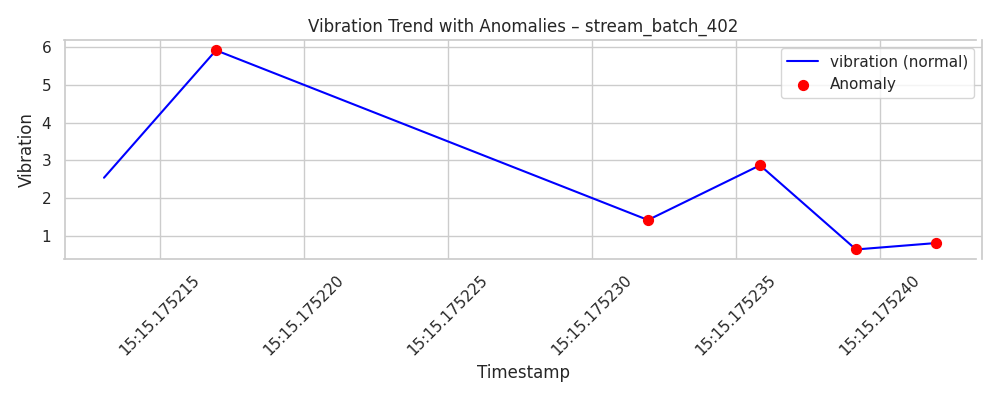 Vibration Trend with Anomalies – stream_batch_402
vibration (normal)
Anomaly
Vibration
6
5
4
3
2
1
15:15.175215
15:15.175220
15:15.175225
15:15.175230
15:15.175235
15:15.175240
Timestamp